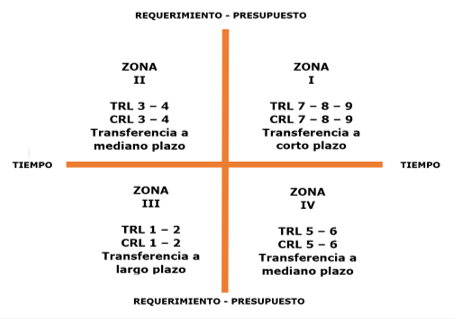 REQUERIMIENTO - PRESUPUESTO
ZONA
II
TRL 3 – 4
CRL 3 – 4
Transferencia a
mediano plazo
ZONA
I
TRL 7 – 8 – 9
CRL 7 – 8 – 9
Transferencia a
corto plazo
TIEMPO
TIEMPO
ZONA
III
TRL 1 – 2
CRL 1 – 2
Transferencia a
largo plazo
ZONA
IV
TRL 5 – 6
CRL 5 – 6
Transferencia a
mediano plazo
REQUERIMIENTO - PRESUPUESTO